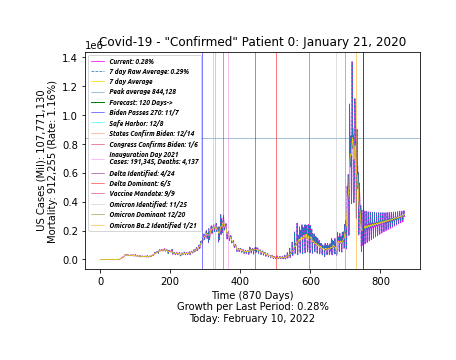 Covid-19 - "Confirmed" Patient 0: January 21, 2020
1e6
1.4
1.2
1.0
0.8
0.6
0.4
0.2
0.0
US Cases (Mil): 107,771,130
Mortality: 912,255 (Rate: 1.16%)
Current: 0.28%
7 day Raw Average: 0.29%
7 day Average
Peak average 844,128
Forecast: 120 Days->
Biden Passes 270: 11/7
Safe Harbor: 12/8
States Confirm Biden: 12/14
Congress Confirms Biden: 1/6
Inauguration Day 2021
Cases: 191,345, Deaths: 4,137
Delta Identified: 4/24
Delta Dominant: 6/5
Vaccine Mandate: 9/9
Omicron Identified: 11/25
Omicron Dominant 12/20
Omicron Ba.2 Identified 1/21
0 200 400 600 800
Time (870 Days)
Growth per Last Period: 0.28%
Today: February 10, 2022